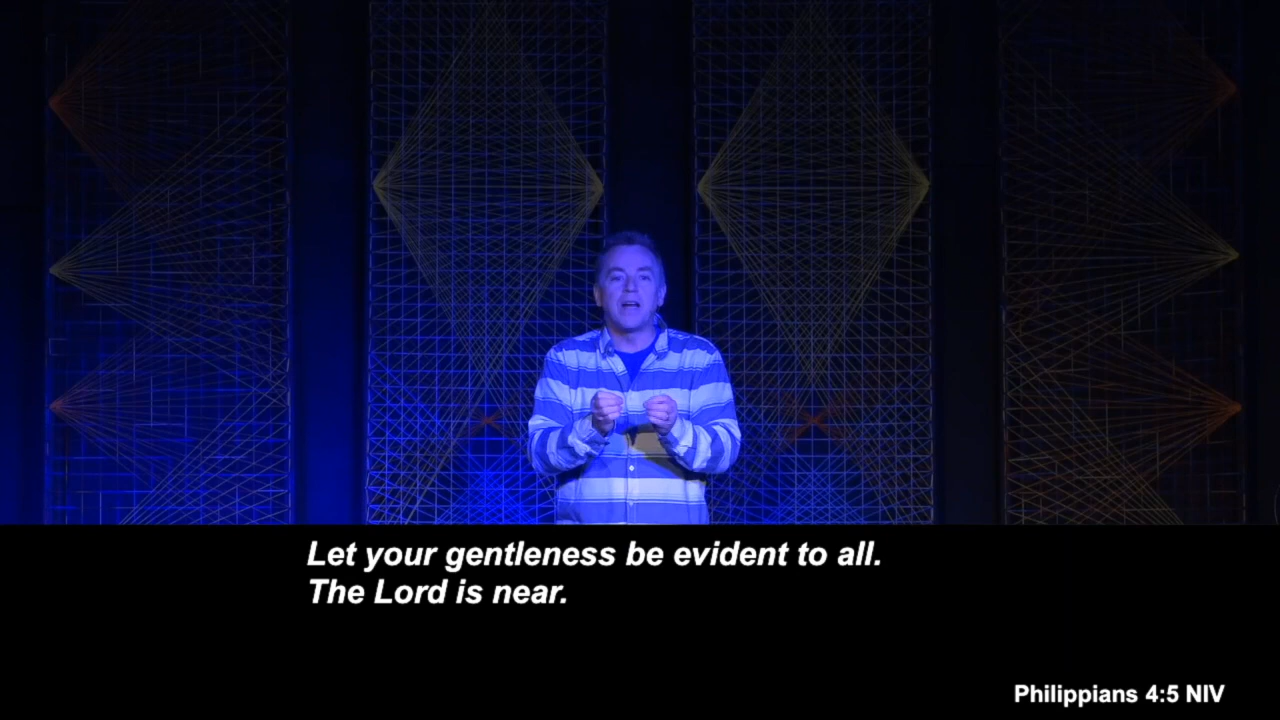 Let your gentleness be evident to all.
The Lord is near.
Philippians 4:5 NIV